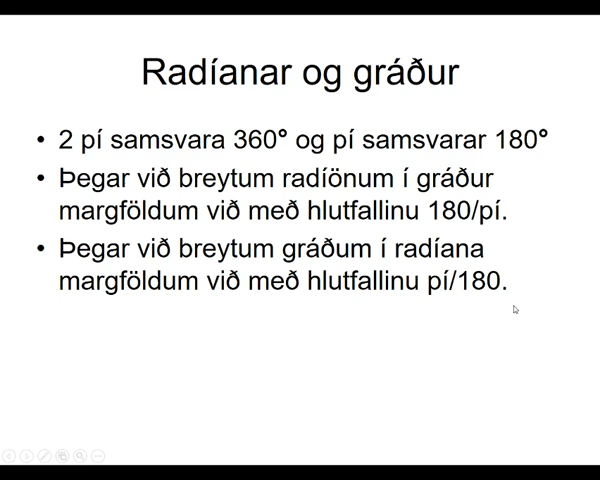 Radíanar og gráður
• 2 pí samsvara 360° og pí samsvarar 180°
• Þegar við breytum radíönum í gráður
margföldum við með hlutfallinu 180/pí.
• Þegar við breytum gráðum í radíana
margföldum við með hlutfallinu pí/180.